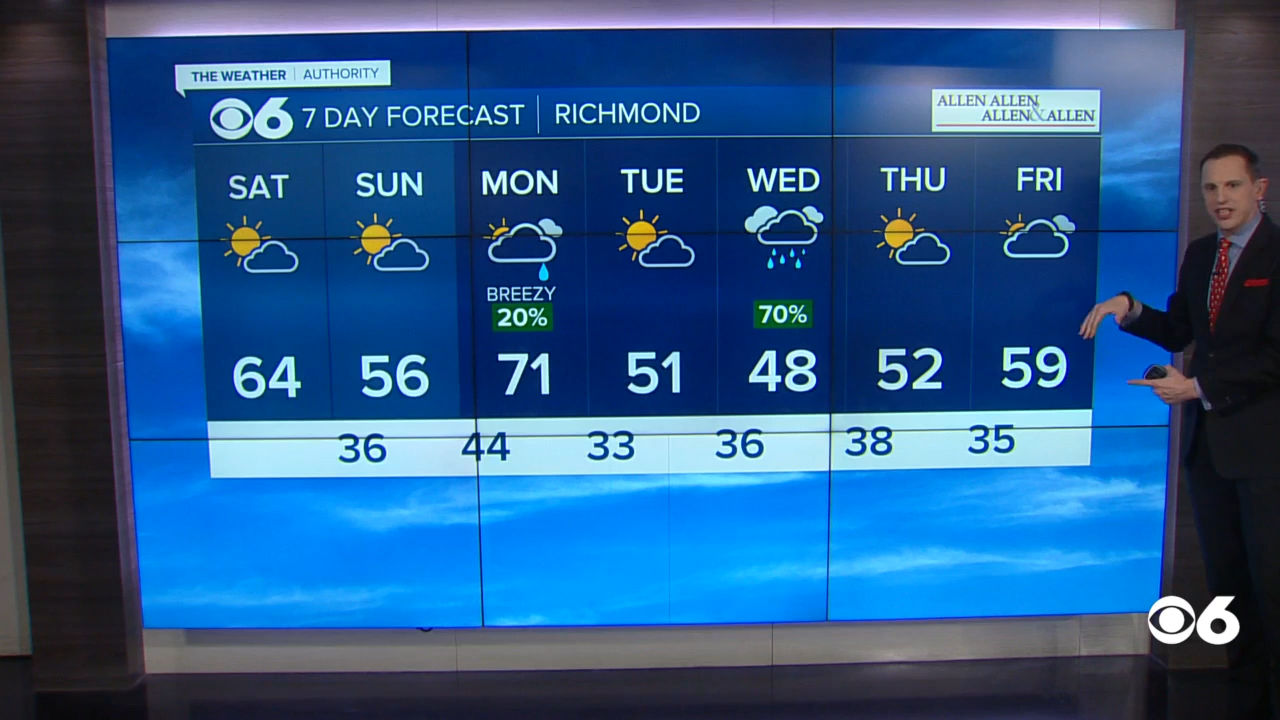 THE WEATHER | AUTHORITY
6 7 DAY FORECAST | RICHMOND
ALLEN ALLEN
ALLEN & ALLEN
SAT SUN MON TUE WED THU FRI
BREEZY
20% 70%
64 56 71 51 48 52 59
36 44 33 36 38 35
6